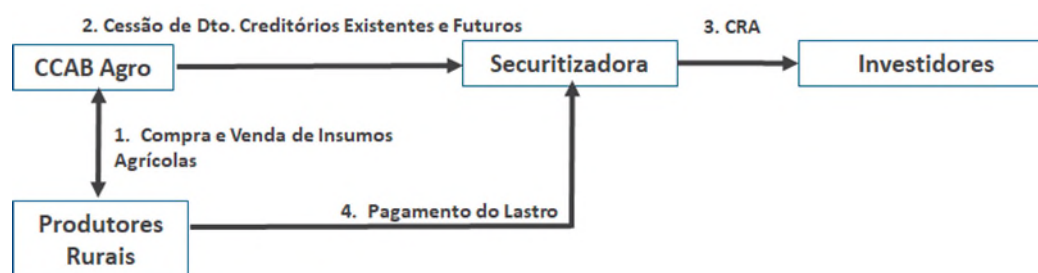 2. Cessão de Dto. Creditórios Existentes e Futuros
3. CRA
CCAB Agro
Securitizadora
Investidores
1. Compra e Venda de Insumos
Agrícolas
4. Pagamento do Lastro
Produtores
Rurais